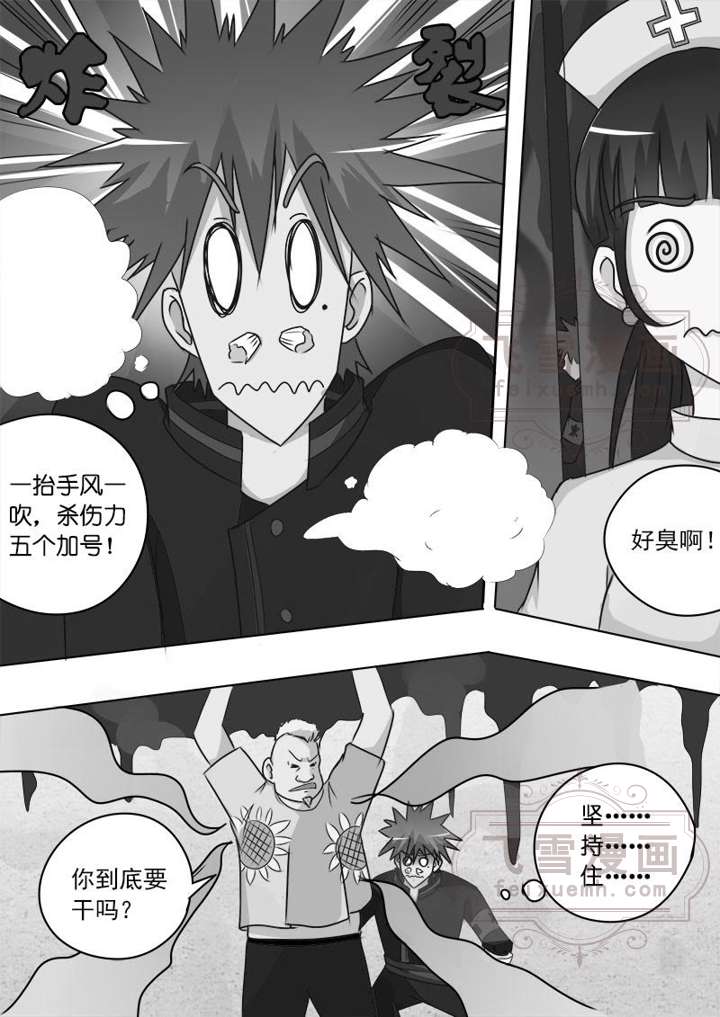 炸裂
一抬手风一
吹，杀伤力
五个加号！
好臭啊！
飞雪漫画
feixuemh.com
你到底要
干吗？
坚……
持……
住……
飞雪漫画
feixuemh.com